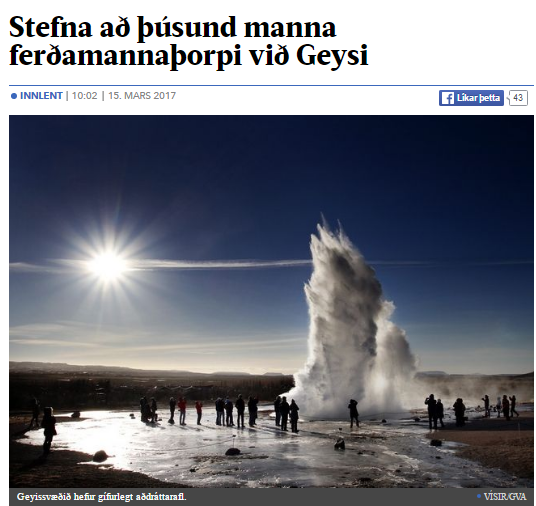 Stefna að þúsund manna
ferðamannaþorpi við Geysi
INNLENT | 10:02 | 15. MARS 2017
Líkar þetta 43
Geyissvæðið hefur gífurlegt aðdráttarafl.
VÍSIR/GVA